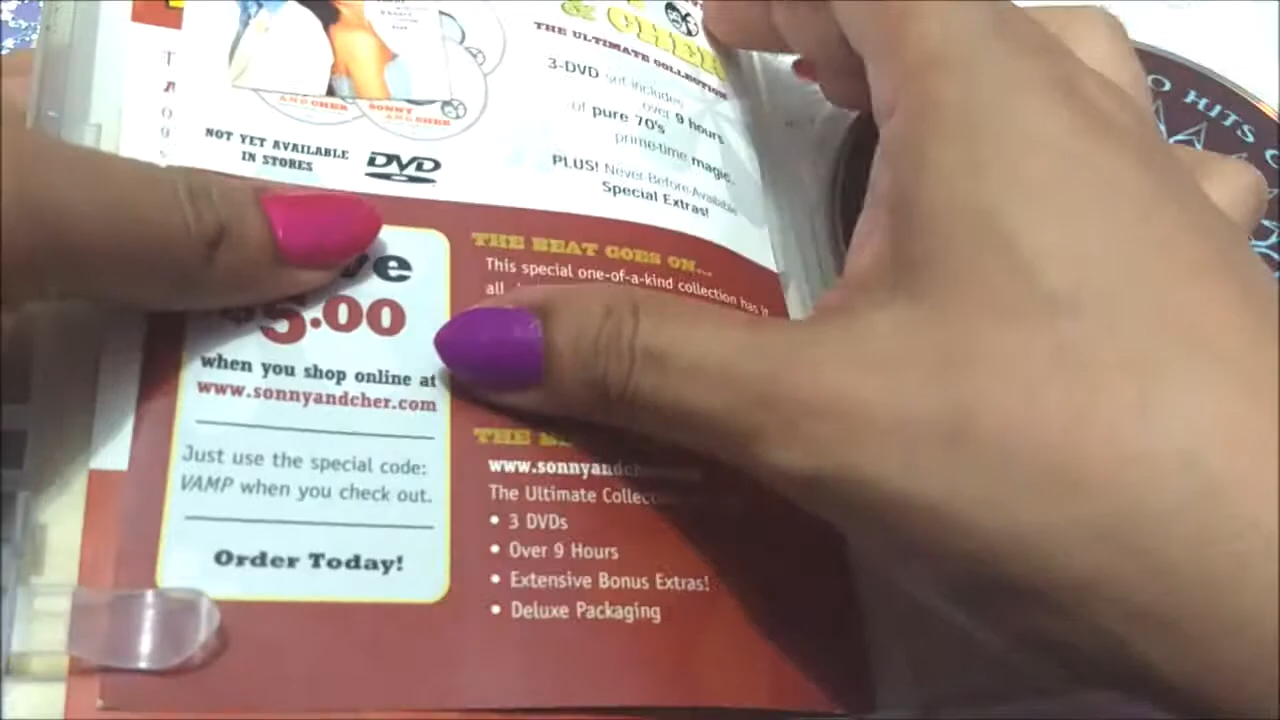 & CHER
THE ULTIMATE COLLECTION
3-DVD set includes
over 9 hours
of pure 70's
prime-time magic.
PLUS! Never-Before-Available
Special Extras!
AND CHER
SONNY
AND CHER
NOT YET AVAILABLE
IN STORES
DVD
5.00
when you shop online at
www.sonnyandcher.com
Just use the special code:
VAMP when you check out.
Order Today!
THE BEAT GOES ON...
This special one-of-a-kind collection has it
all
THE
www.sonnyandch
The Ultimate Collec
• 3 DVDs
• Over 9 Hours
• Extensive Bonus Extras!
• Deluxe Packaging
O HITS